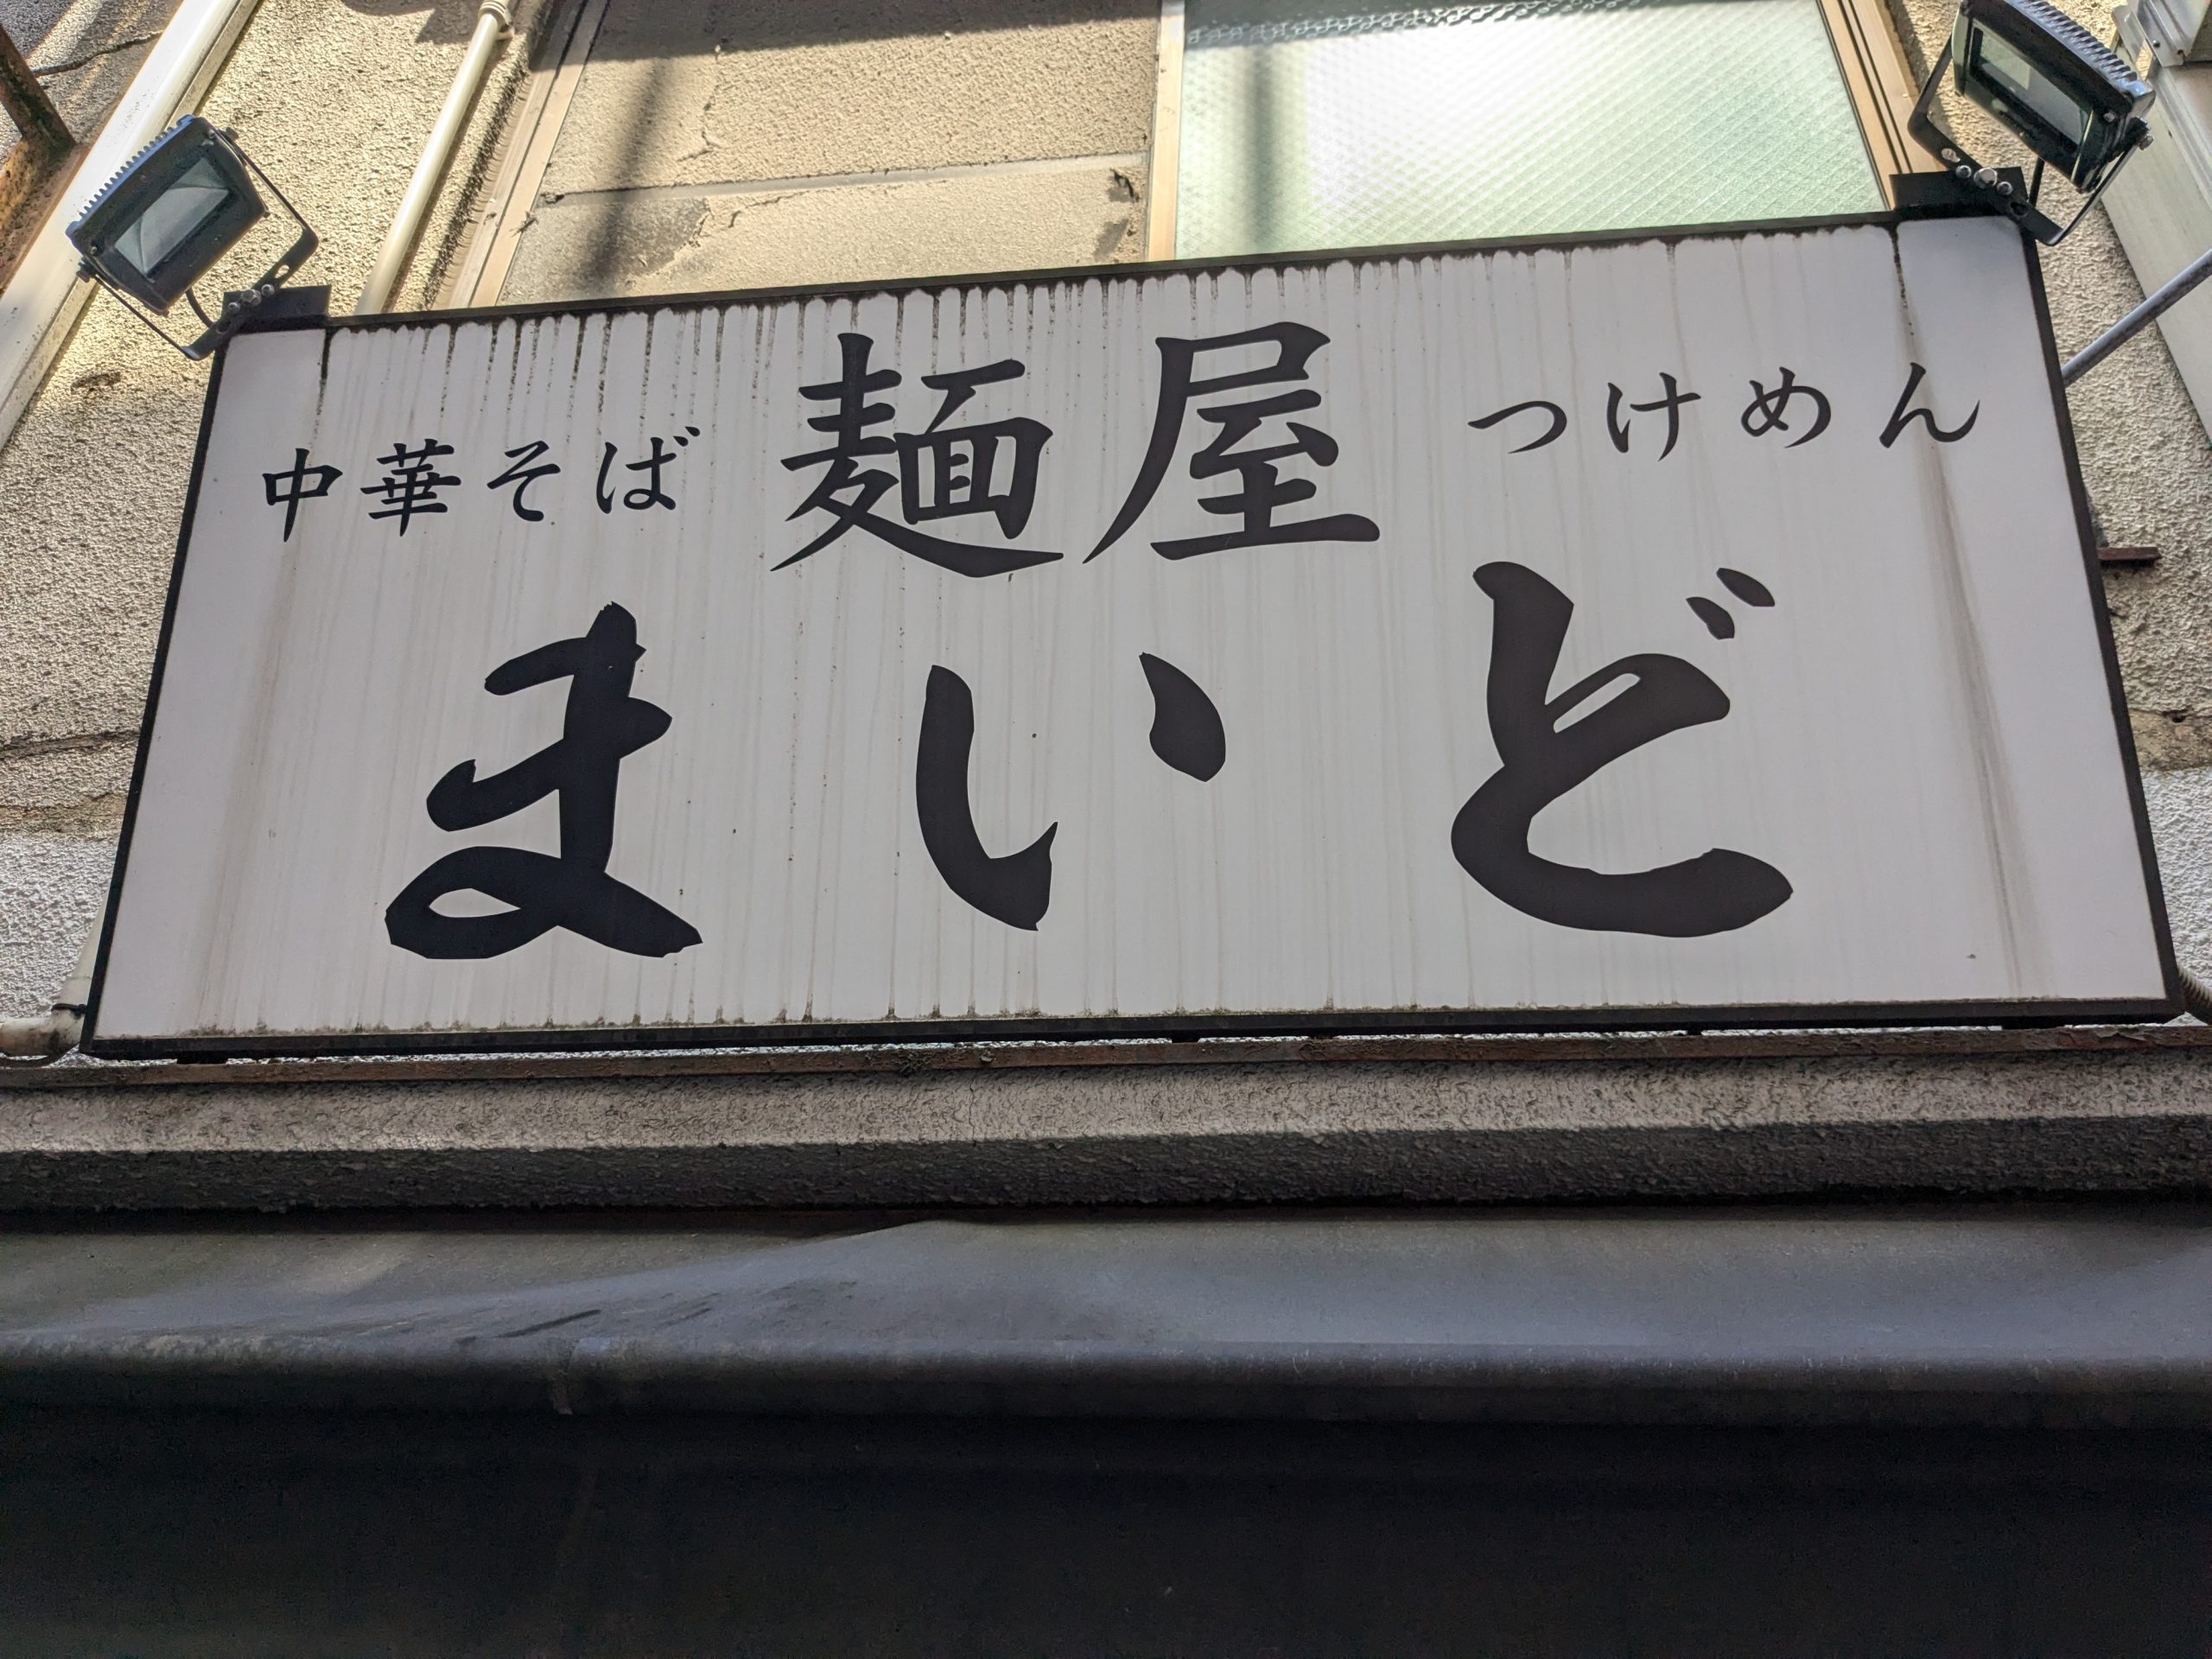 中華そば 麺屋 つけめん
まいど